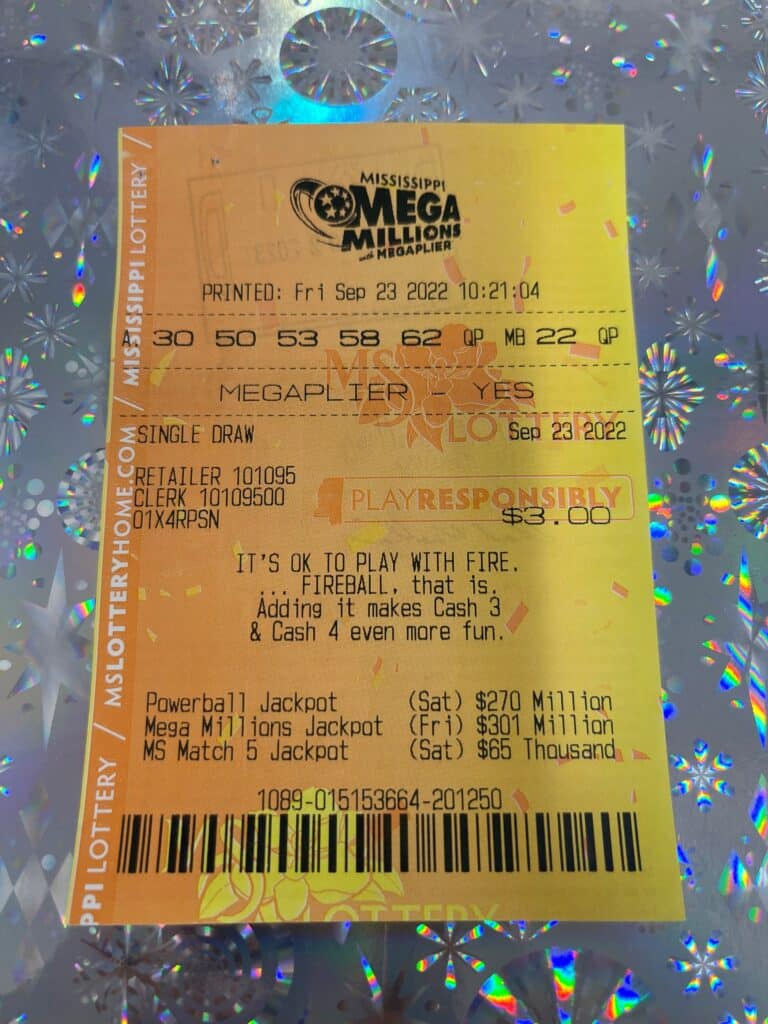 MISSISSIPPI
MEGA
MILLIONS
with MEGAPLIER
PRINTED: Fri Sep 23 2022 10:21:04
A 30 50 53 58 62 QP MB 22 QP
MEGAPLIER - YES
MS
LOTTERY
SINGLE DRAW Sep 23 2022
RETAILER 101095
CLERK 10109500
01X4RPSN
PLAYRESPONSIBLY
$3.00
IT'S OK TO PLAY WITH FIRE.
... FIREBALL, that is.
Adding it makes Cash 3
& Cash 4 even more fun.
Powerball Jackpot (Sat) $270 Million
Mega Millions Jackpot (Fri) $301 Million
MS Match 5 Jackpot (Sat) $65 Thousand
1089-015153664-201250
LOTTERY
PPI LOTTERY / MSLOTTERYHOME.COM / MISSISSIPPI LOTTERY /